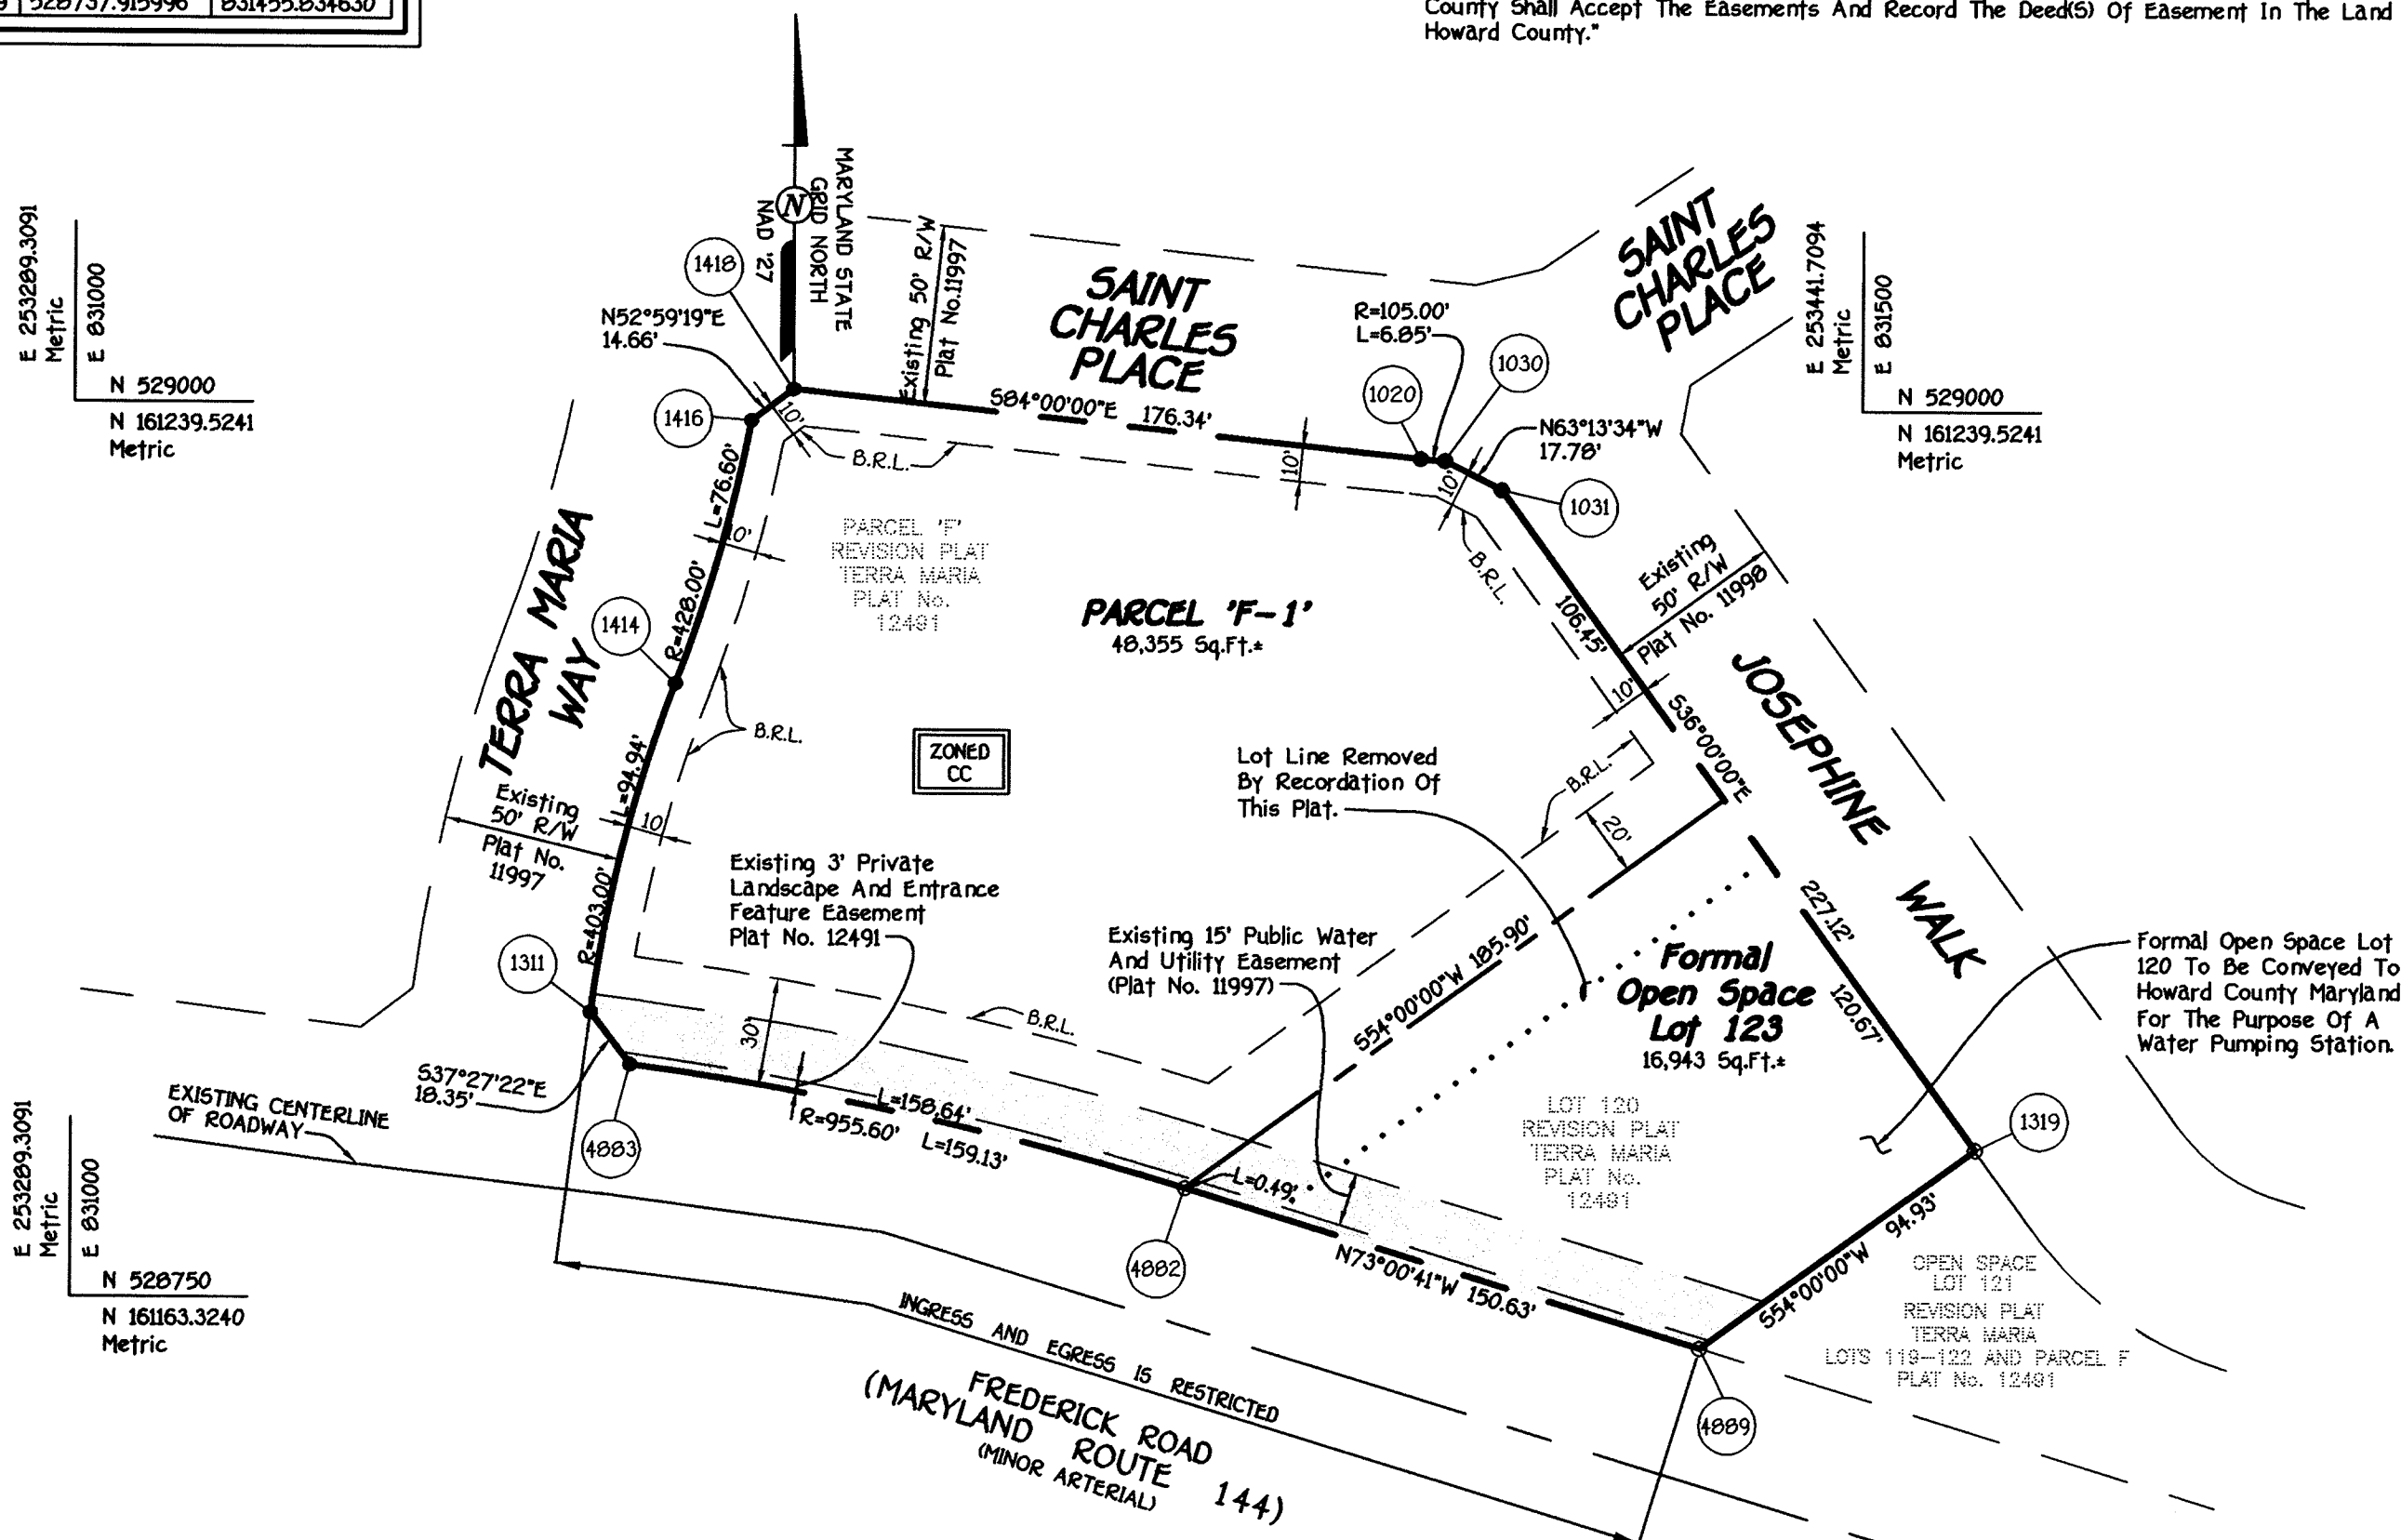 9 528737.915996 831455.834630
County Shall Accept The Easements And Record The Deed(S) Of Easement In The Land
Howard County."
MARYLAND STATE
GRID NORTH
NAD '27
N
E 253289.3091
Metric
E 831000
N 529000
N 161239.5241
Metric
1418
N52°59'19"E
14.66'
1416
10'
Existing 50' R/W
Plat No.11997
SAINT
CHARLES
PLACE
S84°00'00"E 176.34'
R=105.00'
L=6.85'
1020
1030
N63°13'34"W
17.78'
1031
SAINT
CHARLES
PLACE
E 253441.7094
Metric
E 831500
N 529000
N 161239.5241
Metric
B.R.L.
10'
10'
B.R.L.
L=76.60'
10'
PARCEL 'F'
REVISION PLAT
TERRA MARIA
PLAT No.
12491
PARCEL 'F-1'
48,355 Sq.Ft.±
106.45'
Existing
50' R/W
Plat No. 11998
TERRA MARIA
WAY
1414
R=428.00'
B.R.L.
ZONED
CC
10'
S36°00'00"E
JOSEPHINE WALK
Lot Line Removed
By Recordation Of
This Plat.
B.R.L.
20'
L=94.94'
10'
Existing
50' R/W
Plat No.
11997
R=403.00'
Existing 3' Private
Landscape And Entrance
Feature Easement
Plat No. 12491
Existing 15' Public Water
And Utility Easement
(Plat No. 11997)
S54°00'00"W 185.90'
227.12'
120.67'
Formal
Open Space
Lot 123
16,943 Sq.Ft.±
Formal Open Space Lot
120 To Be Conveyed To
Howard County Maryland
For The Purpose Of A
Water Pumping Station.
1311
30'
B.R.L.
S37°27'22"E
18.35'
EXISTING CENTERLINE
OF ROADWAY
4883
L=158.64'
R=955.60'
L=159.13'
LOT 120
REVISION PLAT
TERRA MARIA
PLAT No.
12491
1319
L=0.49'
4882
N73°00'41"W 150.63'
S54°00'00"W 94.93'
OPEN SPACE
LOT 121
REVISION PLAT
TERRA MARIA
LOTS 119-122 AND PARCEL F
PLAT No. 12491
E 253289.3091
Metric
E 831000
N 528750
N 161163.3240
Metric
INGRESS AND EGRESS IS RESTRICTED
FREDERICK ROAD
(MARYLAND ROUTE 144)
(MINOR ARTERIAL)
4889